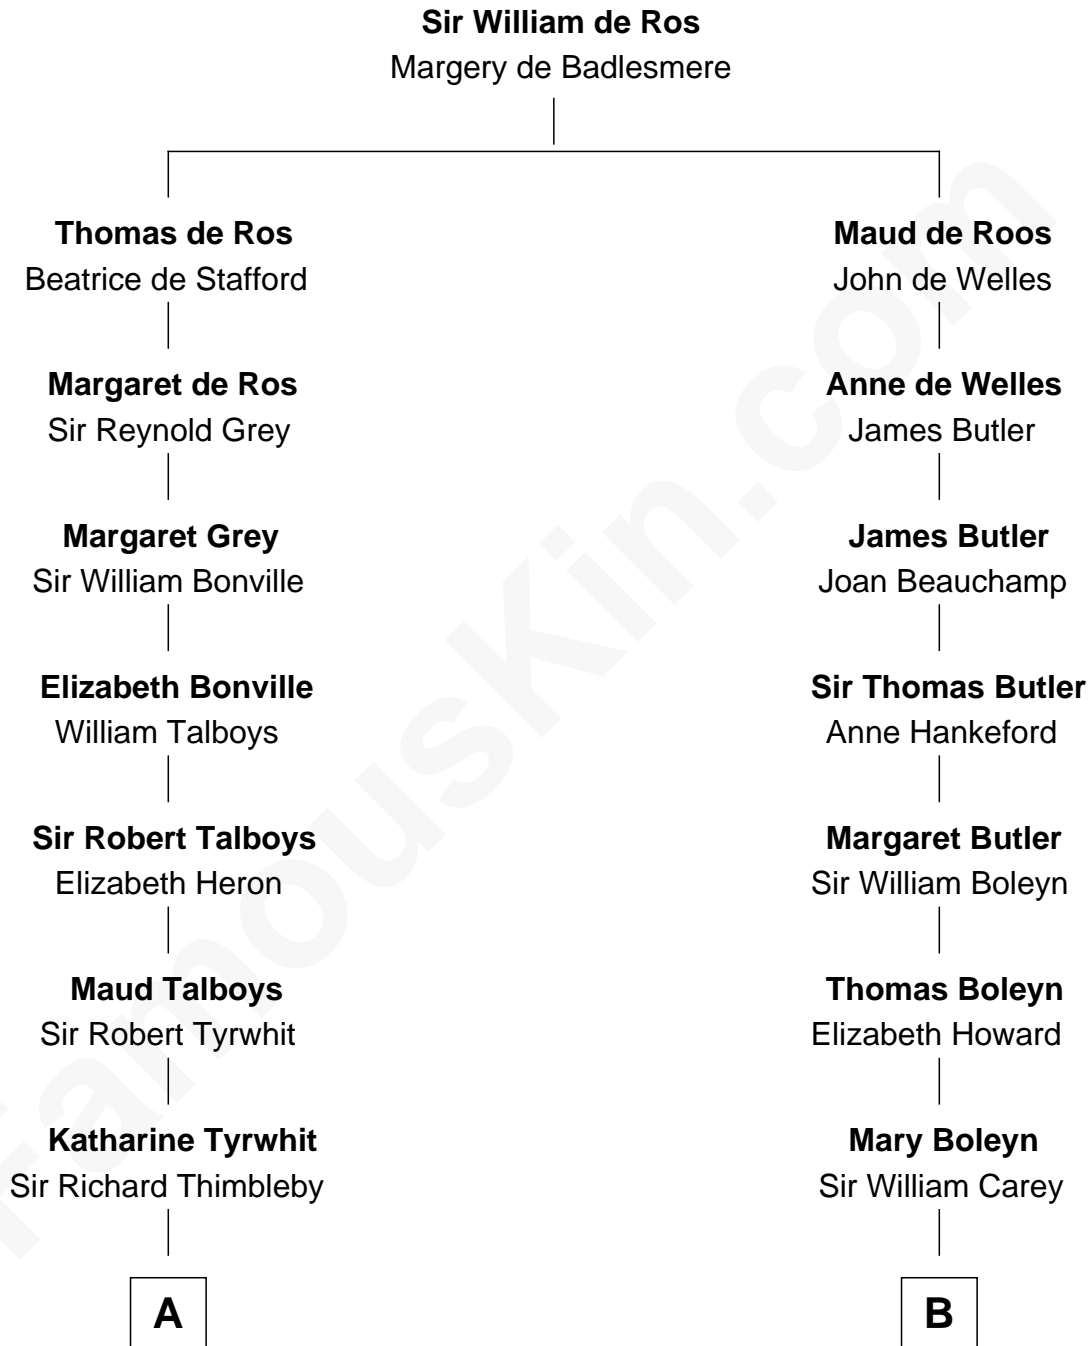 Sir William de Ros
Margery de Badlesmere
Thomas de Ros
Beatrice de Stafford
Maud de Roos
John de Welles
Margaret de Ros
Sir Reynold Grey
Anne de Welles
James Butler
Margaret Grey
Sir William Bonville
James Butler
Joan Beauchamp
Elizabeth Bonville
William Talboys
Sir Thomas Butler
Anne Hankeford
Sir Robert Talboys
Elizabeth Heron
Margaret Butler
Sir William Boleyn
Maud Talboys
Sir Robert Tyrwhit
Thomas Boleyn
Elizabeth Howard
Katharine Tyrwhit
Sir Richard Thimbleby
Mary Boleyn
Sir William Carey
A
B
FamousKin.com